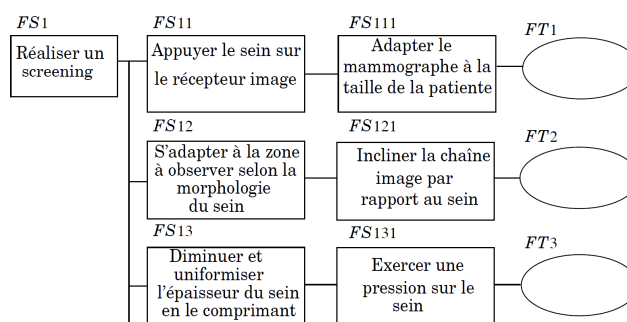 FS1
Réaliser un
screening
FS11
Appuyer le sein sur
le récepteur image
FS111
Adapter le
mammographe à la
taille de la patiente
FT1
FS12
S'adapter à la zone
à observer selon la
morphologie
du sein
FS121
Incliner la chaîne
image par
rapport au sein
FT2
FS13
Diminuer et
uniformiser
l'épaisseur du sein
en le comprimant
FS131
Exercer une
pression sur le
sein
FT3